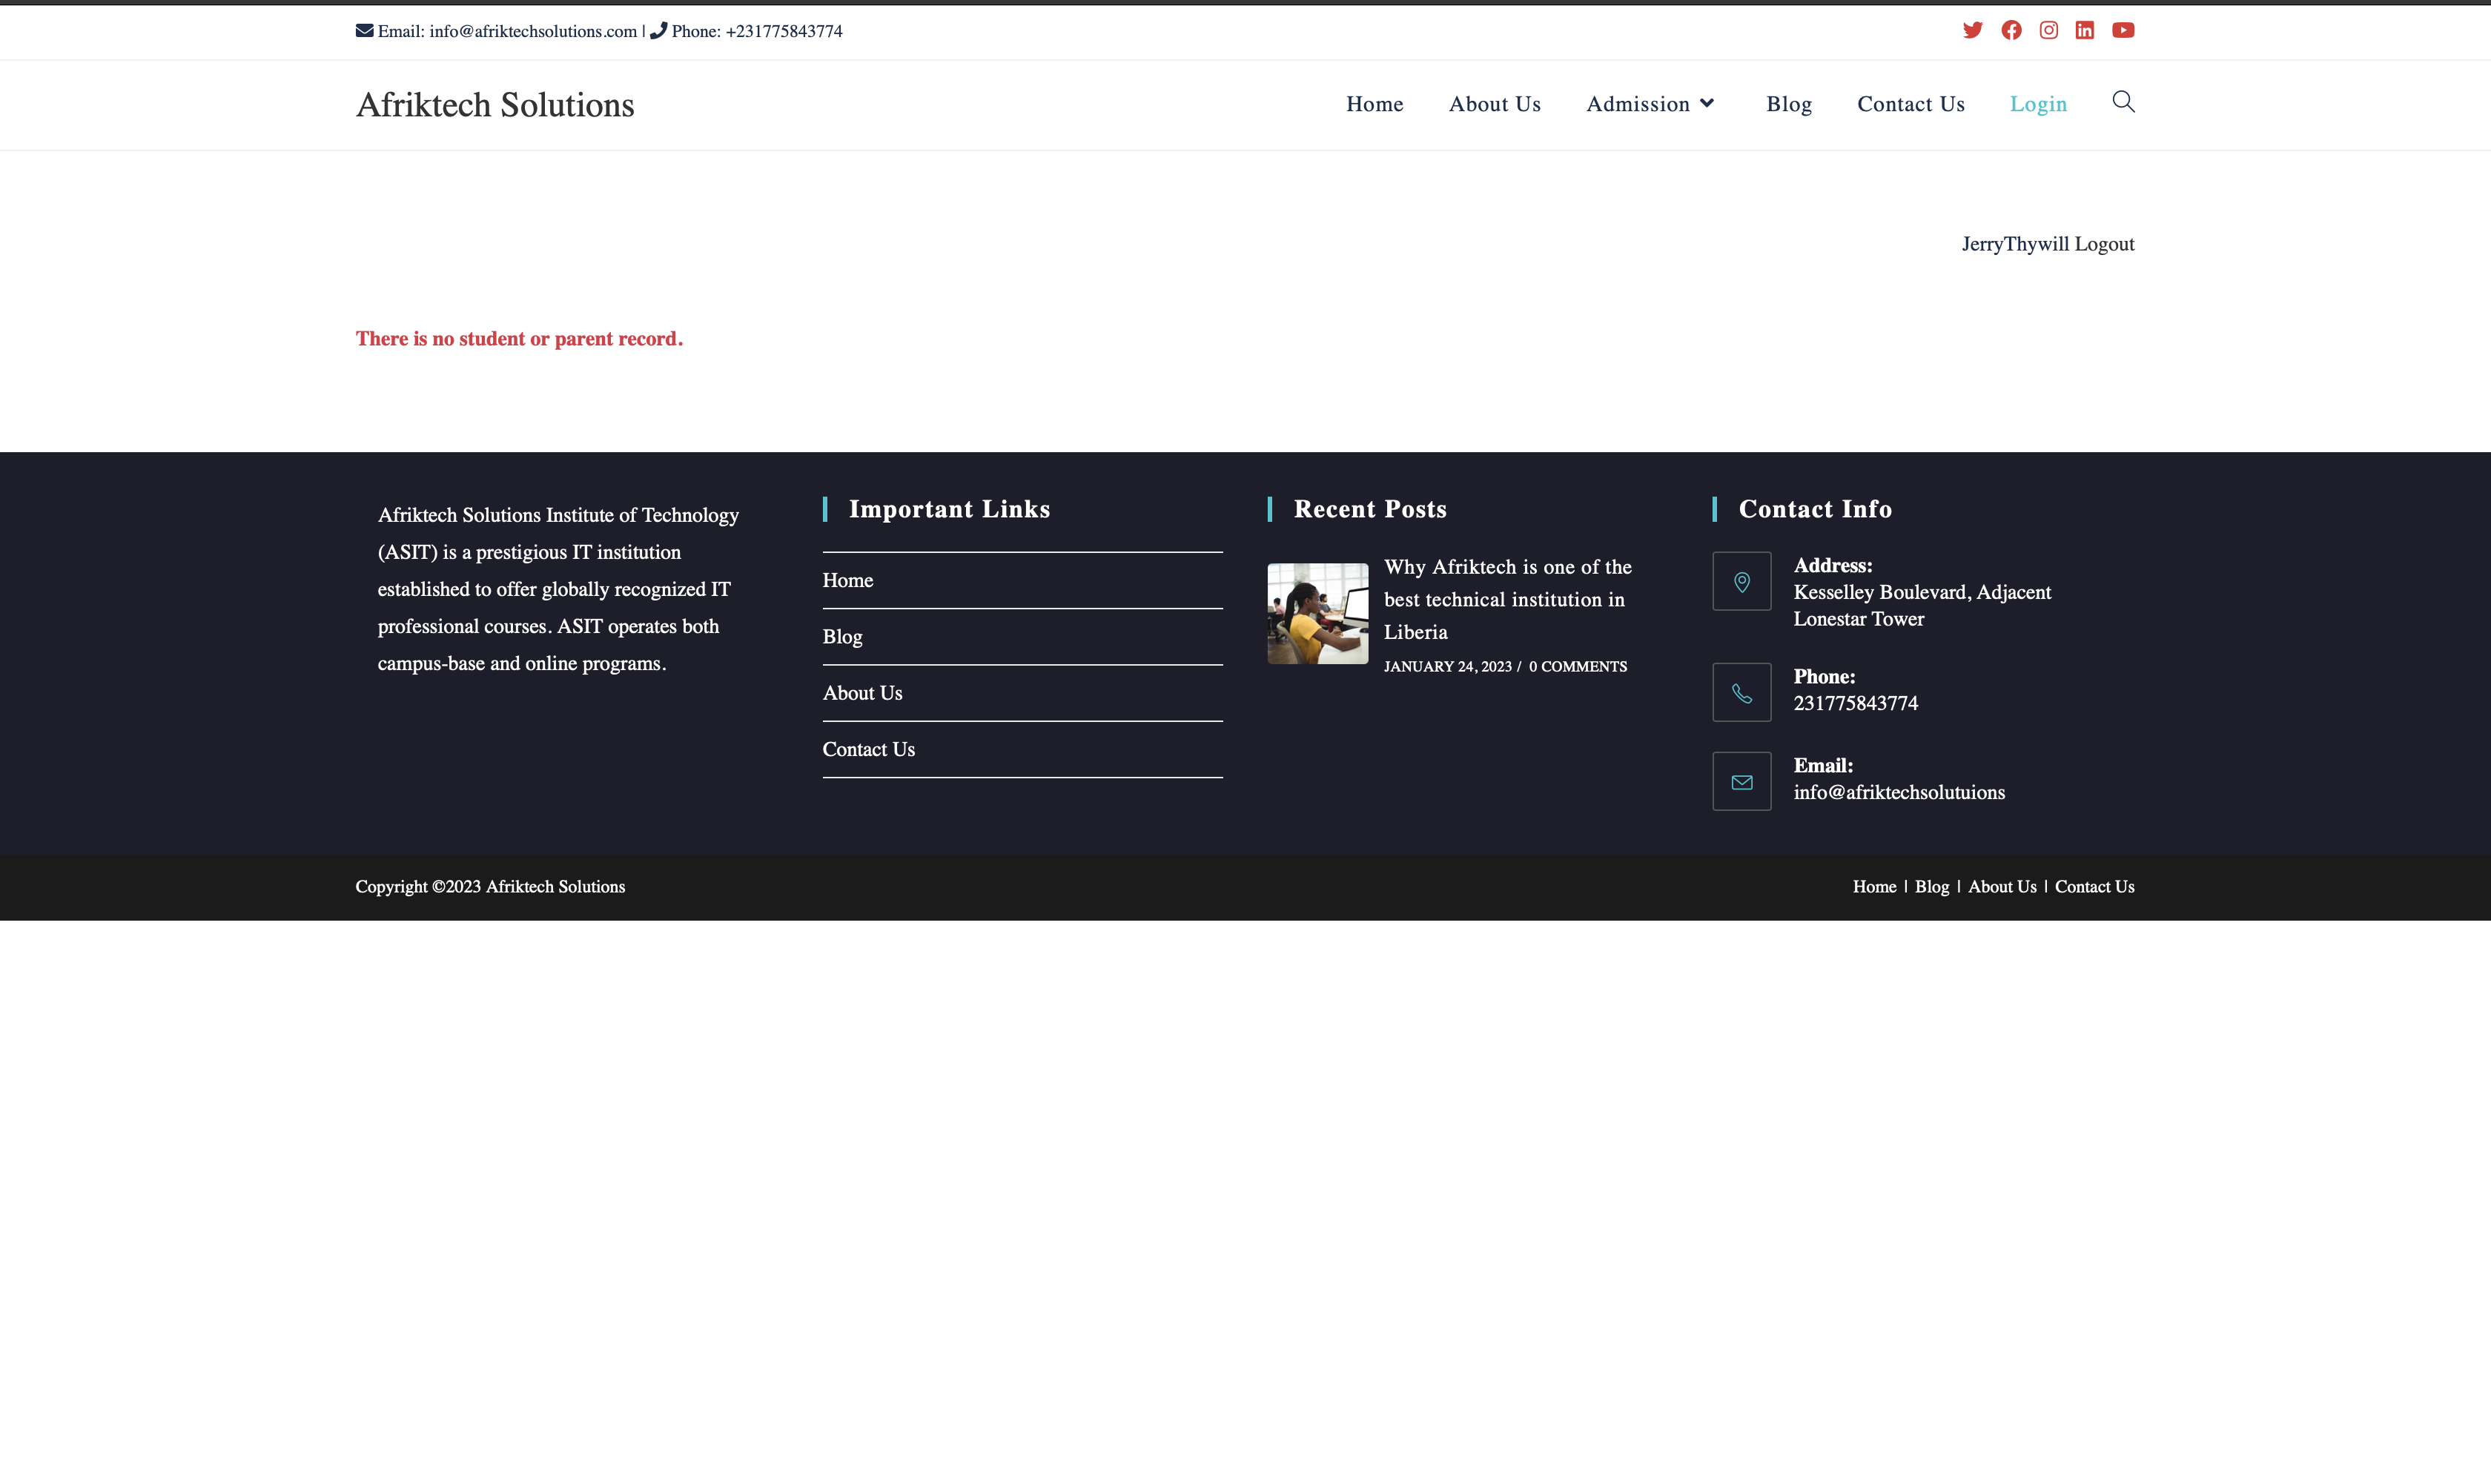 Email: info@afriktechsolutions.com | Phone: +231775843774
Afriktech Solutions
Home About Us Admission Blog Contact Us Login
JerryThywill Logout
There is no student or parent record.
Afriktech Solutions Institute of Technology
(ASIT) is a prestigious IT institution
established to offer globally recognized IT
professional courses. ASIT operates both
campus-base and online programs.
Important Links
Home
Blog
About Us
Contact Us
Recent Posts
Why Afriktech is one of the
best technical institution in
Liberia
JANUARY 24, 2023 / 0 COMMENTS
Contact Info
Address:
Kesselley Boulevard, Adjacent
Lonestar Tower
Phone:
231775843774
Email:
info@afriktechsolutuions
Copyright ©2023 Afriktech Solutions
Home | Blog | About Us | Contact Us